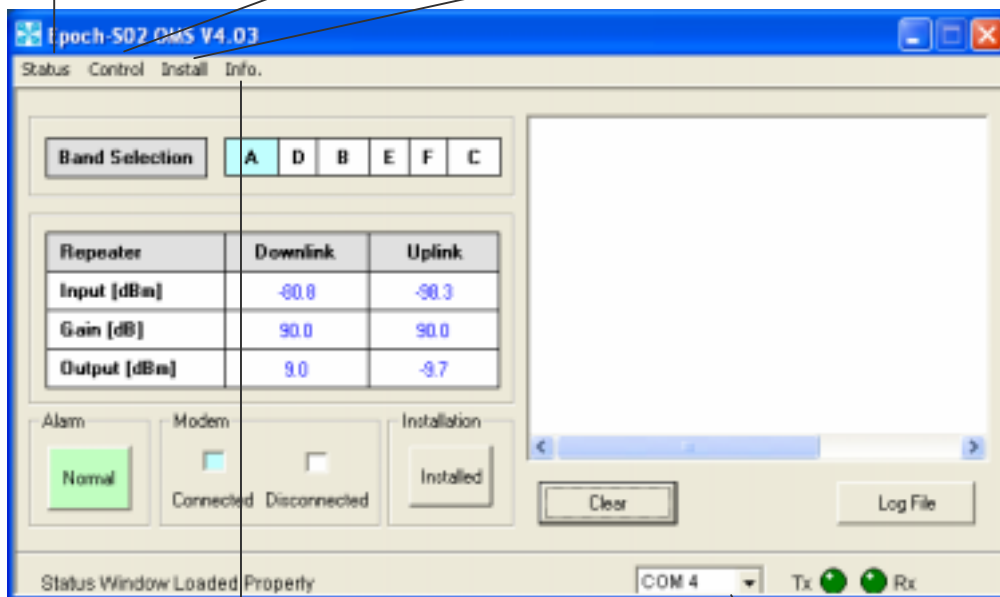 Epoch-S02 OMS V4.03
Status Control Install Info.
Band Selection A D B E F C
Repeater Downlink Uplink
Input [dBm] -80.8 -98.3
Gain [dB] 90.0 90.0
Output [dBm] 9.0 -9.7
Alarm Modem Installation
Normal Connected Disconnected Installed
Clear Log File
Status Window Loaded Properly COM 4 Tx Rx